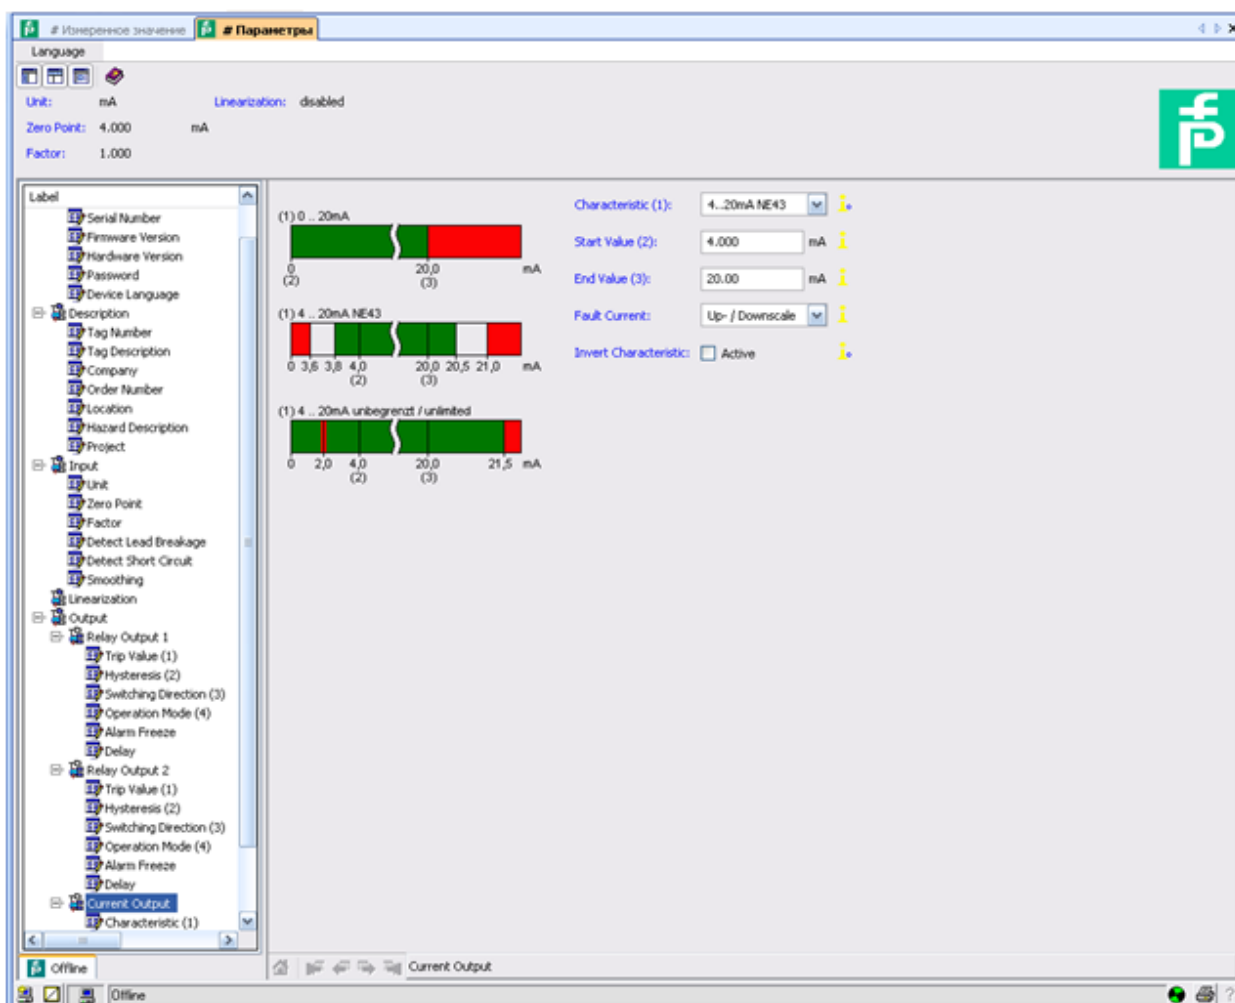 # Измеренное значение # Параметры
Language
Unit: mA Linearization: disabled
Zero Point: 4.000 mA
Factor: 1.000
Label
Serial Number
Firmware Version
Hardware Version
Password
Device Language
Description
Tag Number
Tag Description
Company
Order Number
Location
Hazard Description
Project
Input
Unit
Zero Point
Factor
Detect Lead Breakage
Detect Short Circuit
Smoothing
Linearization
Output
Relay Output 1
Trip Value (1)
Hysteresis (2)
Switching Direction (3)
Operation Mode (4)
Alarm Freeze
Delay
Relay Output 2
Trip Value (1)
Hysteresis (2)
Switching Direction (3)
Operation Mode (4)
Alarm Freeze
Delay
Current Output
Characteristic (1)
(1) 0 .. 20mA
0 20,0 mA
(2) (3)
(1) 4 .. 20mA NE43
0 3,6 3,8 4,0 20,0 20,5 21,0 mA
(2) (3)
(1) 4 .. 20mA unbegrenzt / unlimited
0 2,0 4,0 20,0 21,5 mA
(2) (3)
Characteristic (1): 4..20mA NE43
Start Value (2): 4.000 mA
End Value (3): 20.00 mA
Fault Current: Up- / Downscale
Invert Characteristic: Active
Offline
Current Output
Offline